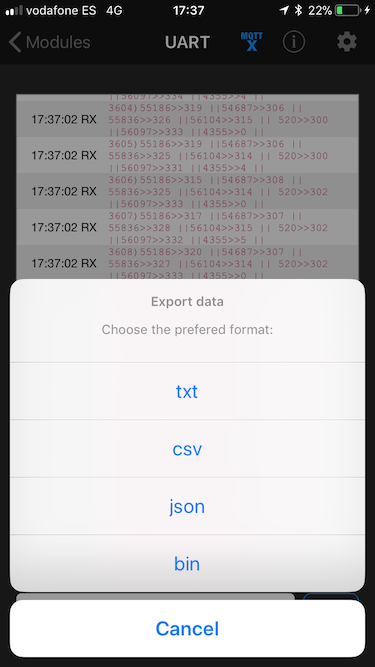 vodafone ES 4G 17:37 22%
Modules UART MQTT
||56097>>334 ||4355>>4 ||
3604)55186>>319 ||54687>>306 ||
17:37:02 RX 55836>>326 ||56104>>315 || 520>>300
||56097>>333 ||4355>>0 ||
3605)55186>>319 ||54687>>306 ||
17:37:02 RX 55836>>325 ||56104>>314 || 520>>300
||56097>>331 ||4355>>4 ||
3606)55186>>315 ||54687>>308 ||
17:37:02 RX 55836>>325 ||56104>>314 || 520>>302
||56097>>333 ||4355>>0 ||
3607)55186>>317 ||54687>>307 ||
17:37:02 RX 55836>>328 ||56104>>315 || 520>>302
||56097>>332 ||4355>>5 ||
3608)55186>>320 ||54687>>307 ||
17:37:02 RX 55836>>327 ||56104>>314 || 520>>302
||56097>>333 ||4355>>0 ||
Export data
Choose the prefered format:
txt
csv
json
bin
Cancel